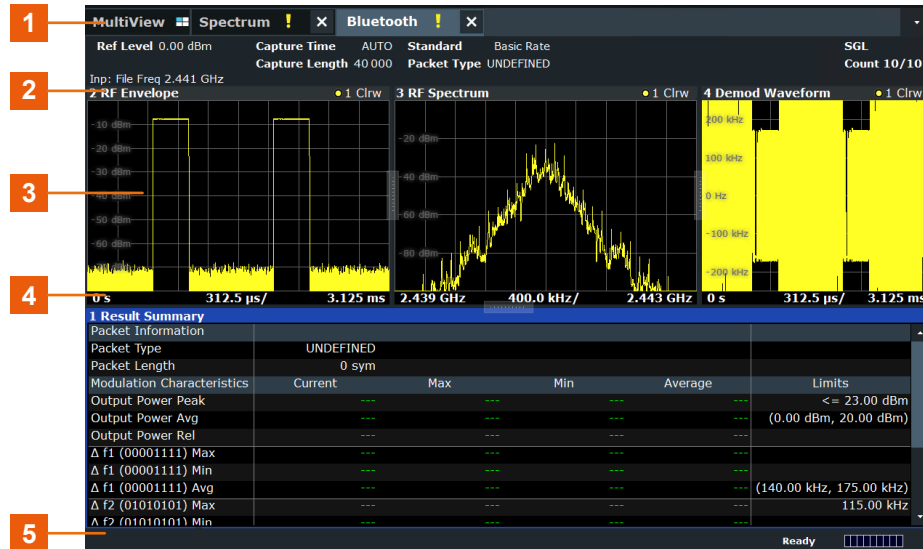 1
MultiView Spectrum ! X Bluetooth ! X
Ref Level 0.00 dBm Capture Time AUTO Standard Basic Rate SGL
Capture Length 40 000 Packet Type UNDEFINED Count 10/10
Inp: File Freq 2.441 GHz
2
2 RF Envelope 1 Clrw 3 RF Spectrum 1 Clrw 4 Demod Waveform 1 Clrw
-10 dBm
-20 dBm
-30 dBm
-40 dBm
-50 dBm
-60 dBm
-20 dBm
-40 dBm
-60 dBm
-80 dBm
200 kHz
100 kHz
0 Hz
-100 kHz
-200 kHz
3
4
0 s 312.5 µs/ 3.125 ms 2.439 GHz 400.0 kHz/ 2.443 GHz 0 s 312.5 µs/ 3.125 ms
1 Result Summary
Packet Information
Packet Type UNDEFINED
Packet Length 0 sym
Modulation Characteristics Current Max Min Average Limits
Output Power Peak --- --- --- --- <= 23.00 dBm
Output Power Avg --- --- --- --- (0.00 dBm, 20.00 dBm)
Output Power Rel --- --- --- ---
Δ f1 (00001111) Max --- --- --- ---
Δ f1 (00001111) Min --- --- --- ---
Δ f1 (00001111) Avg --- --- --- --- (140.00 kHz, 175.00 kHz)
Δ f2 (01010101) Max --- --- --- --- 115.00 kHz
Δ f2 (01010101) Min --- --- --- ---
5
Ready